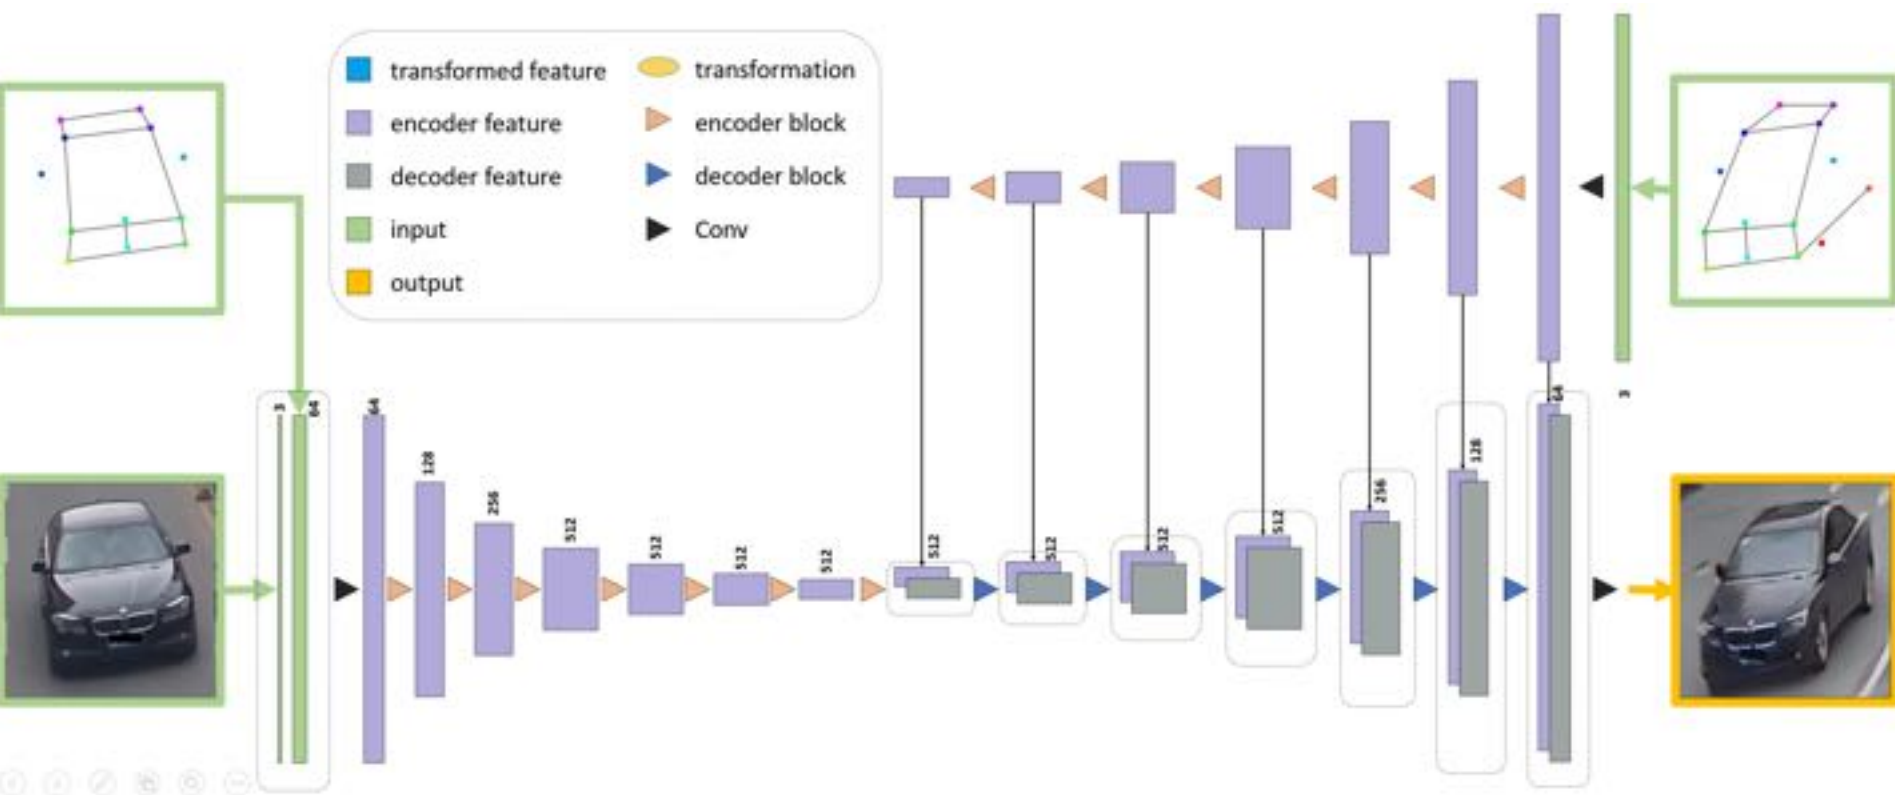 transformed feature
transformation
encoder feature
encoder block
decoder feature
decoder block
input
Conv
output
3
3
64
64
64
128
256
512
512
512
512
512
512
512
512
256
128